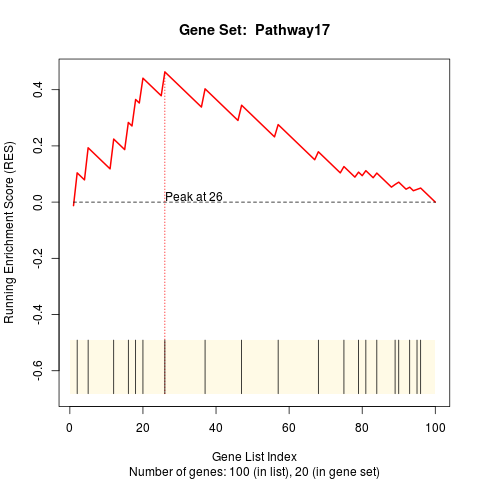 Gene Set:  Pathway17
Running Enrichment Score (RES)
0.4
0.2
0.0
-0.2
-0.4
-0.6
Peak at 26
0 20 40 60 80 100
Gene List Index
Number of genes: 100 (in list), 20 (in gene set)